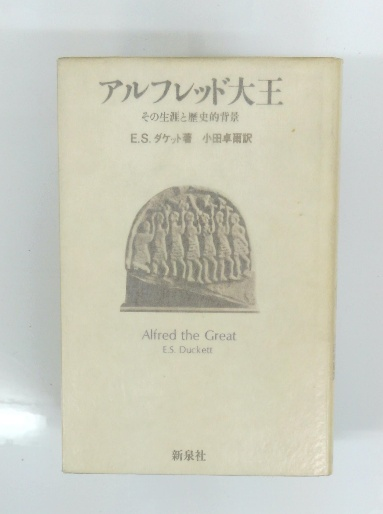 アルフレッド大王
その生涯と歴史的背景
E.S. ダケット著 小田卓爾訳
Alfred the Great
E.S. Duckett
新泉社